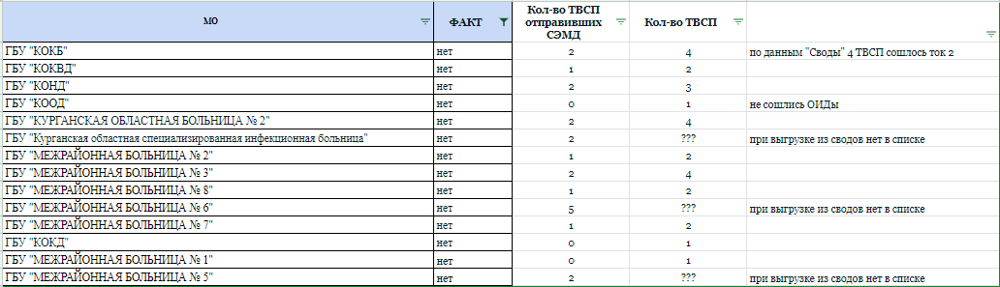 МО ФАКТ Кол-во ТВСП отправивших СЭМД Кол-во ТВСП
ГБУ "КОКБ" нет 2 4 по данным "Своды" 4 ТВСП сошлось ток 2
ГБУ "КОКВД" нет 1 2
ГБУ "КОНД" нет 2 3
ГБУ "КООД" нет 0 1 не сошлись ОИДы
ГБУ "КУРГАНСКАЯ ОБЛАСТНАЯ БОЛЬНИЦА № 2" нет 2 4
ГБУ "Курганская областная специализированная инфекционная больница" нет 2 ??? при выгрузке из сводов нет в списке
ГБУ "МЕЖРАЙОННАЯ БОЛЬНИЦА № 2" нет 1 2
ГБУ "МЕЖРАЙОННАЯ БОЛЬНИЦА № 3" нет 2 4
ГБУ "МЕЖРАЙОННАЯ БОЛЬНИЦА № 8" нет 1 2
ГБУ "МЕЖРАЙОННАЯ БОЛЬНИЦА № 6" нет 5 ??? при выгрузке из сводов нет в списке
ГБУ "МЕЖРАЙОННАЯ БОЛЬНИЦА № 7" нет 1 2
ГБУ "КОКД" нет 0 1
ГБУ "МЕЖРАЙОННАЯ БОЛЬНИЦА № 1" нет 0 1
ГБУ "МЕЖРАЙОННАЯ БОЛЬНИЦА № 5" нет 2 ??? при выгрузке из сводов нет в списке